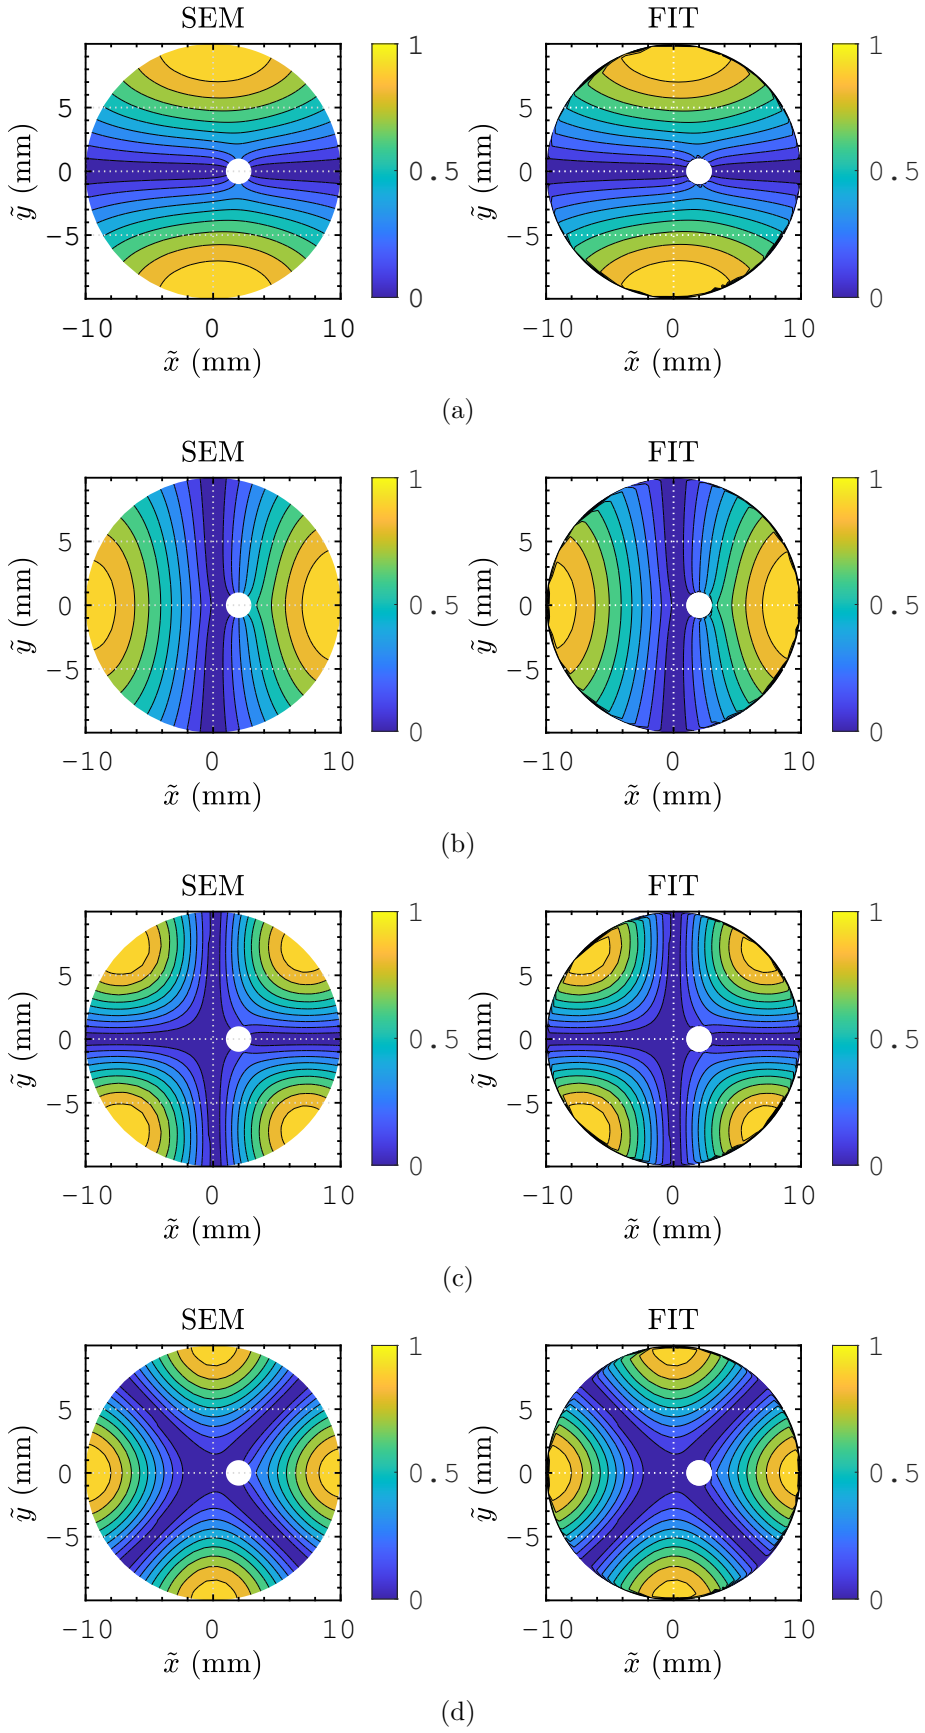 SEM FIT
ỹ (mm) 5 0 −5 −10 0 10 1 0.5 0 ỹ (mm) 5 0 −5 −10 0 10 1 0.5 0
x̃ (mm) x̃ (mm)
(a)
SEM FIT
ỹ (mm) 5 0 −5 −10 0 10 1 0.5 0 ỹ (mm) 5 0 −5 −10 0 10 1 0.5 0
x̃ (mm) x̃ (mm)
(b)
SEM FIT
ỹ (mm) 5 0 −5 −10 0 10 1 0.5 0 ỹ (mm) 5 0 −5 −10 0 10 1 0.5 0
x̃ (mm) x̃ (mm)
(c)
SEM FIT
ỹ (mm) 5 0 −5 −10 0 10 1 0.5 0 ỹ (mm) 5 0 −5 −10 0 10 1 0.5 0
x̃ (mm) x̃ (mm)
(d)